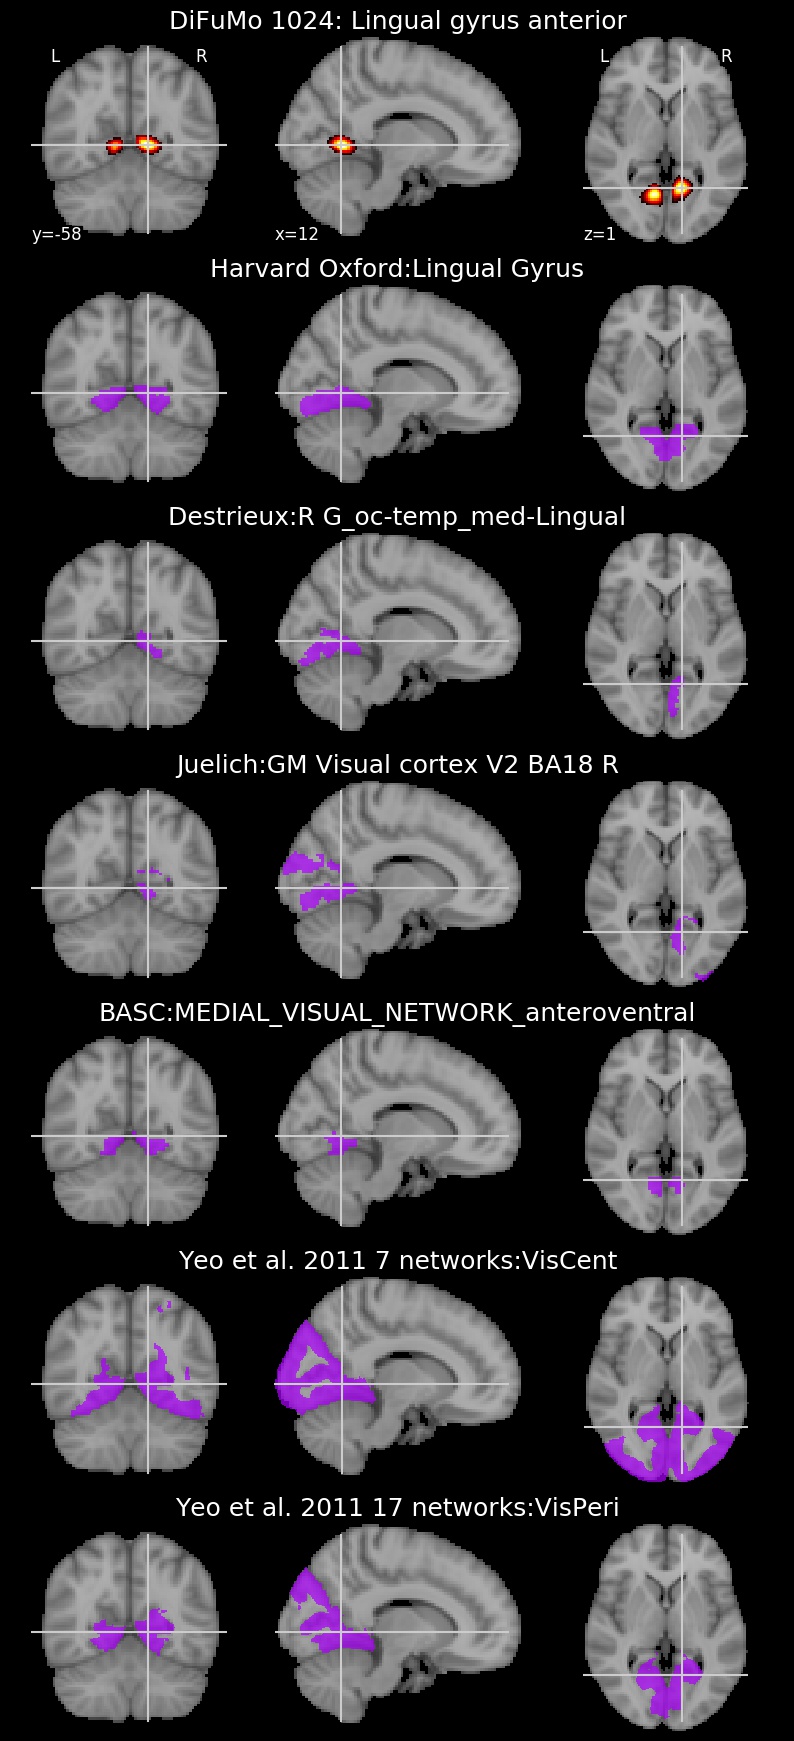 DiFuMo 1024: Lingual gyrus anterior
L R L R
y=-58 x=12 z=1
Harvard Oxford:Lingual Gyrus
Destrieux:R G_oc-temp_med-Lingual
Juelich:GM Visual cortex V2 BA18 R
BASC:MEDIAL_VISUAL_NETWORK_anteroventral
Yeo et al. 2011 7 networks:VisCent
Yeo et al. 2011 17 networks:VisPeri